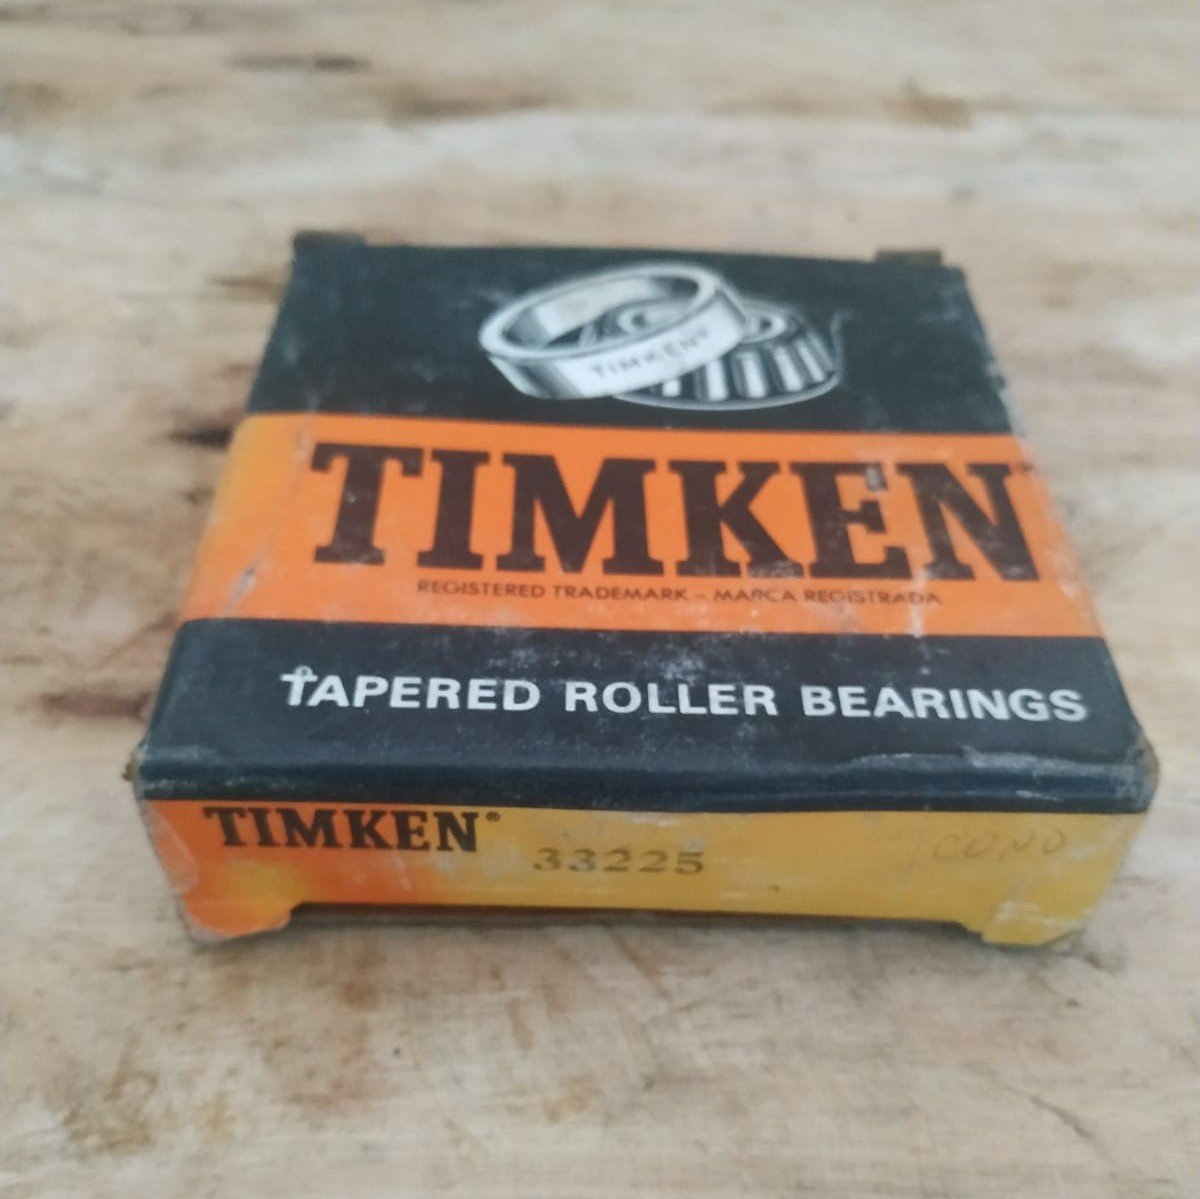 TIMKEN®
TIMKEN
REGISTERED TRADEMARK – MARCA REGISTRADA
TAPERED ROLLER BEARINGS
TIMKEN®
33225
CONO